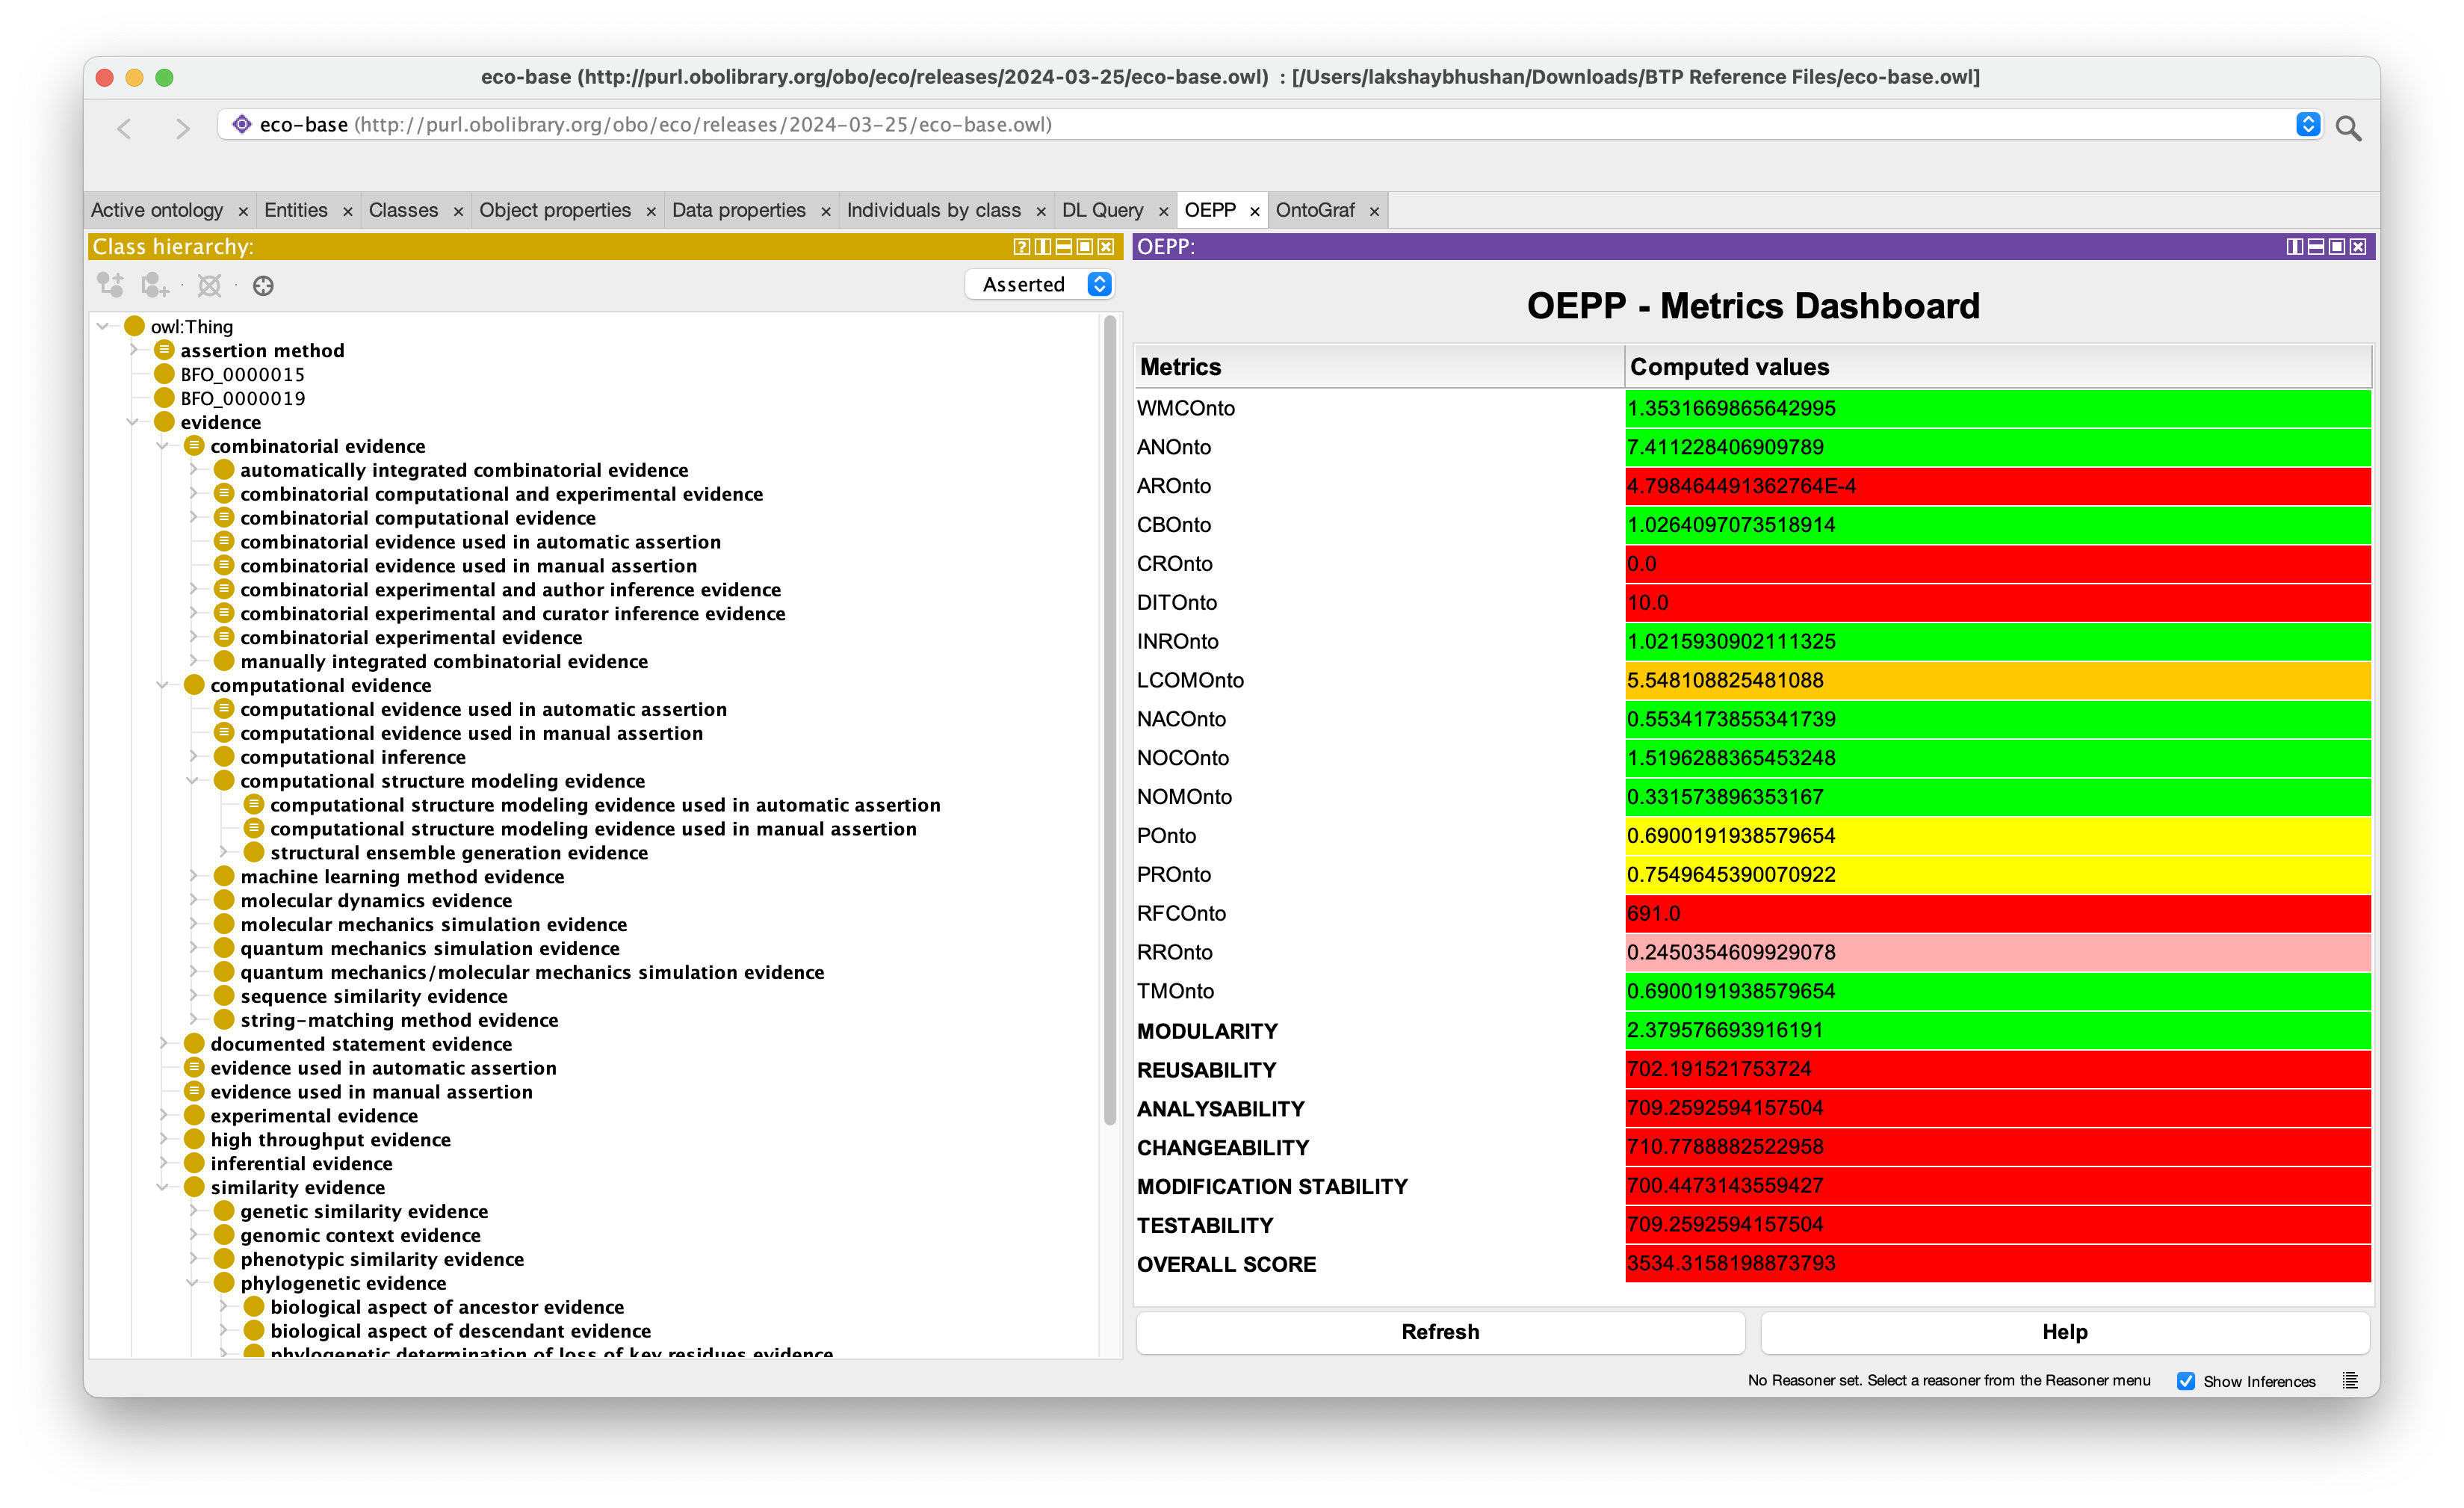 eco-base (http://purl.obolibrary.org/obo/eco/releases/2024-03-25/eco-base.owl) : [/Users/lakshaybhushan/Downloads/BTP Reference Files/eco-base.owl]
eco-base (http://purl.obolibrary.org/obo/eco/releases/2024-03-25/eco-base.owl)
Active ontology × Entities × Classes × Object properties × Data properties × Individuals by class × DL Query × OEPP × OntoGraf ×
Class hierarchy:
Asserted
owl:Thing
assertion method
BFO_0000015
BFO_0000019
evidence
combinatorial evidence
automatically integrated combinatorial evidence
combinatorial computational and experimental evidence
combinatorial computational evidence
combinatorial evidence used in automatic assertion
combinatorial evidence used in manual assertion
combinatorial experimental and author inference evidence
combinatorial experimental and curator inference evidence
combinatorial experimental evidence
manually integrated combinatorial evidence
computational evidence
computational evidence used in automatic assertion
computational evidence used in manual assertion
computational inference
computational structure modeling evidence
computational structure modeling evidence used in automatic assertion
computational structure modeling evidence used in manual assertion
structural ensemble generation evidence
machine learning method evidence
molecular dynamics evidence
molecular mechanics simulation evidence
quantum mechanics simulation evidence
quantum mechanics/molecular mechanics simulation evidence
sequence similarity evidence
string-matching method evidence
documented statement evidence
evidence used in automatic assertion
evidence used in manual assertion
experimental evidence
high throughput evidence
inferential evidence
similarity evidence
genetic similarity evidence
genomic context evidence
phenotypic similarity evidence
phylogenetic evidence
biological aspect of ancestor evidence
biological aspect of descendant evidence
phylogenetic determination of loss of key residues evidence
OEPP:
OEPP - Metrics Dashboard
Metrics Computed values
WMCOnto 1.3531669865642995
ANOnto 7.411228406909789
AROnto 4.798464491362764E-4
CBOnto 1.0264097073518914
CROnto 0.0
DITOnto 10.0
INROnto 1.0215930902111325
LCOMOnto 5.548108825481088
NACOnto 0.5534173855341739
NOCOnto 1.5196288365453248
NOMOnto 0.331573896353167
POnto 0.6900191938579654
PROnto 0.7549645390070922
RFCOnto 691.0
RROnto 0.2450354609929078
TMOnto 0.6900191938579654
MODULARITY 2.379576693916191
REUSABILITY 702.191521753724
ANALYSABILITY 709.2592594157504
CHANGEABILITY 710.7788882522958
MODIFICATION STABILITY 700.4473143559427
TESTABILITY 709.2592594157504
OVERALL SCORE 3534.3158198873793
Refresh Help
No Reasoner set. Select a reasoner from the Reasoner menu Show Inferences